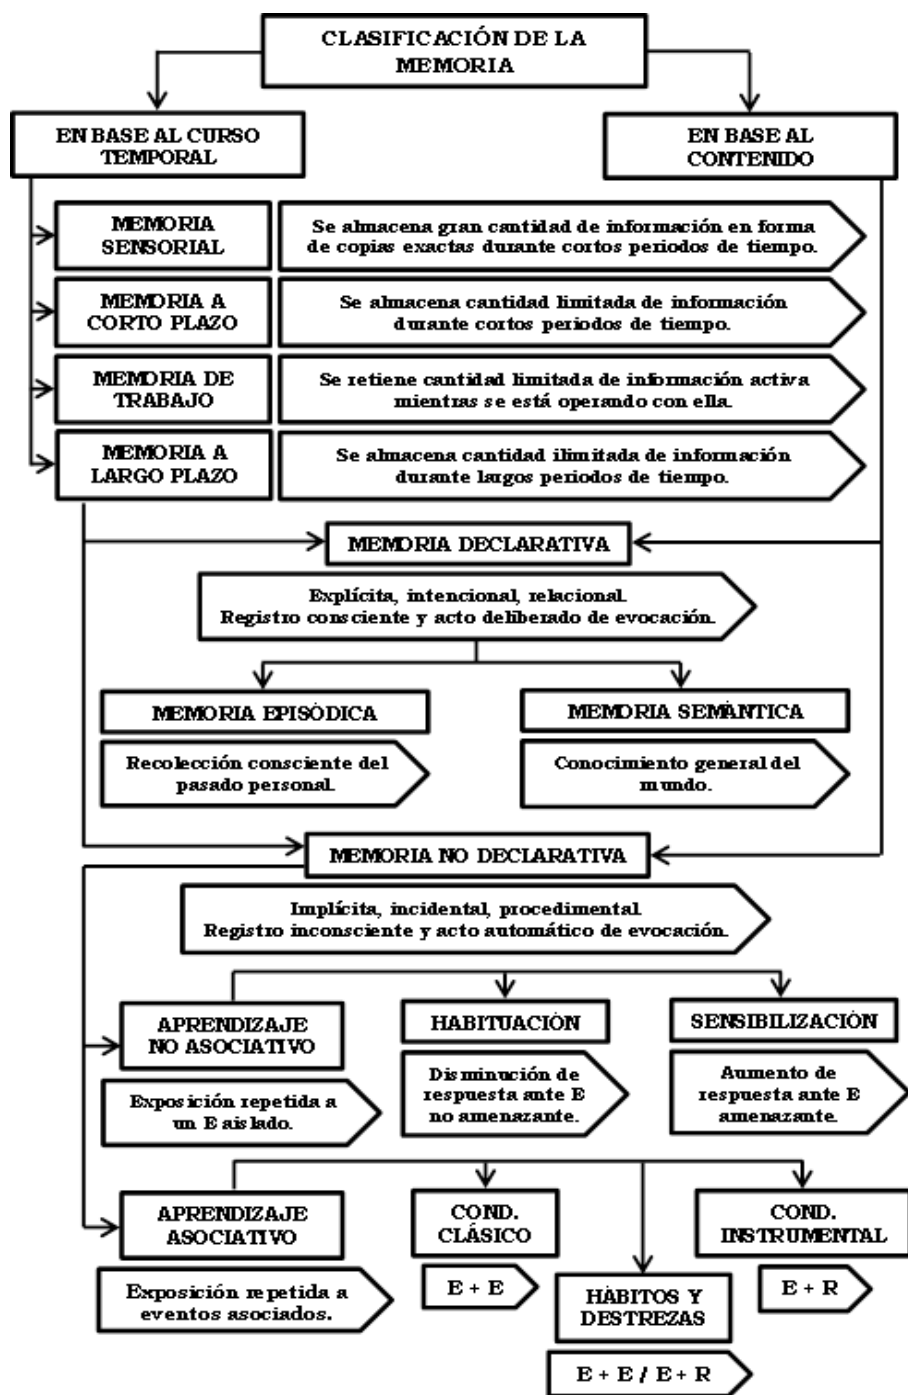 CLASIFICACIÓN DE LA
MEMORIA
EN BASE AL CURSO
TEMPORAL
EN BASE AL
CONTENIDO
MEMORIA
SENSORIAL
Se almacena gran cantidad de información en forma
de copias exactas durante cortos periodos de tiempo.
MEMORIA A
CORTO PLAZO
Se almacena cantidad limitada de información
durante cortos periodos de tiempo.
MEMORIA DE
TRABAJO
Se retiene cantidad limitada de información activa
mientras se está operando con ella.
MEMORIA A
LARGO PLAZO
Se almacena cantidad ilimitada de información
durante largos periodos de tiempo.
MEMORIA DECLARATIVA
Explícita, intencional, relacional.
Registro consciente y acto deliberado de evocación.
MEMORIA EPISÓDICA
MEMORIA SEMÁNTICA
Recolección consciente del
pasado personal.
Conocimiento general del
mundo.
MEMORIA NO DECLARATIVA
Implícita, incidental, procedimental.
Registro inconsciente y acto automático de evocación.
APRENDIZAJE
NO ASOCIATIVO
HABITUACIÓN
SENSIBILIZACIÓN
Exposición repetida a
un E aislado.
Disminución de
respuesta ante E
no amenazante.
Aumento de
respuesta ante E
amenazante.
APRENDIZAJE
ASOCIATIVO
COND.
CLÁSICO
COND.
INSTRUMENTAL
Exposición repetida a
eventos asociados.
E + E
HÁBITOS Y
DESTREZAS
E + R
E + E / E + R